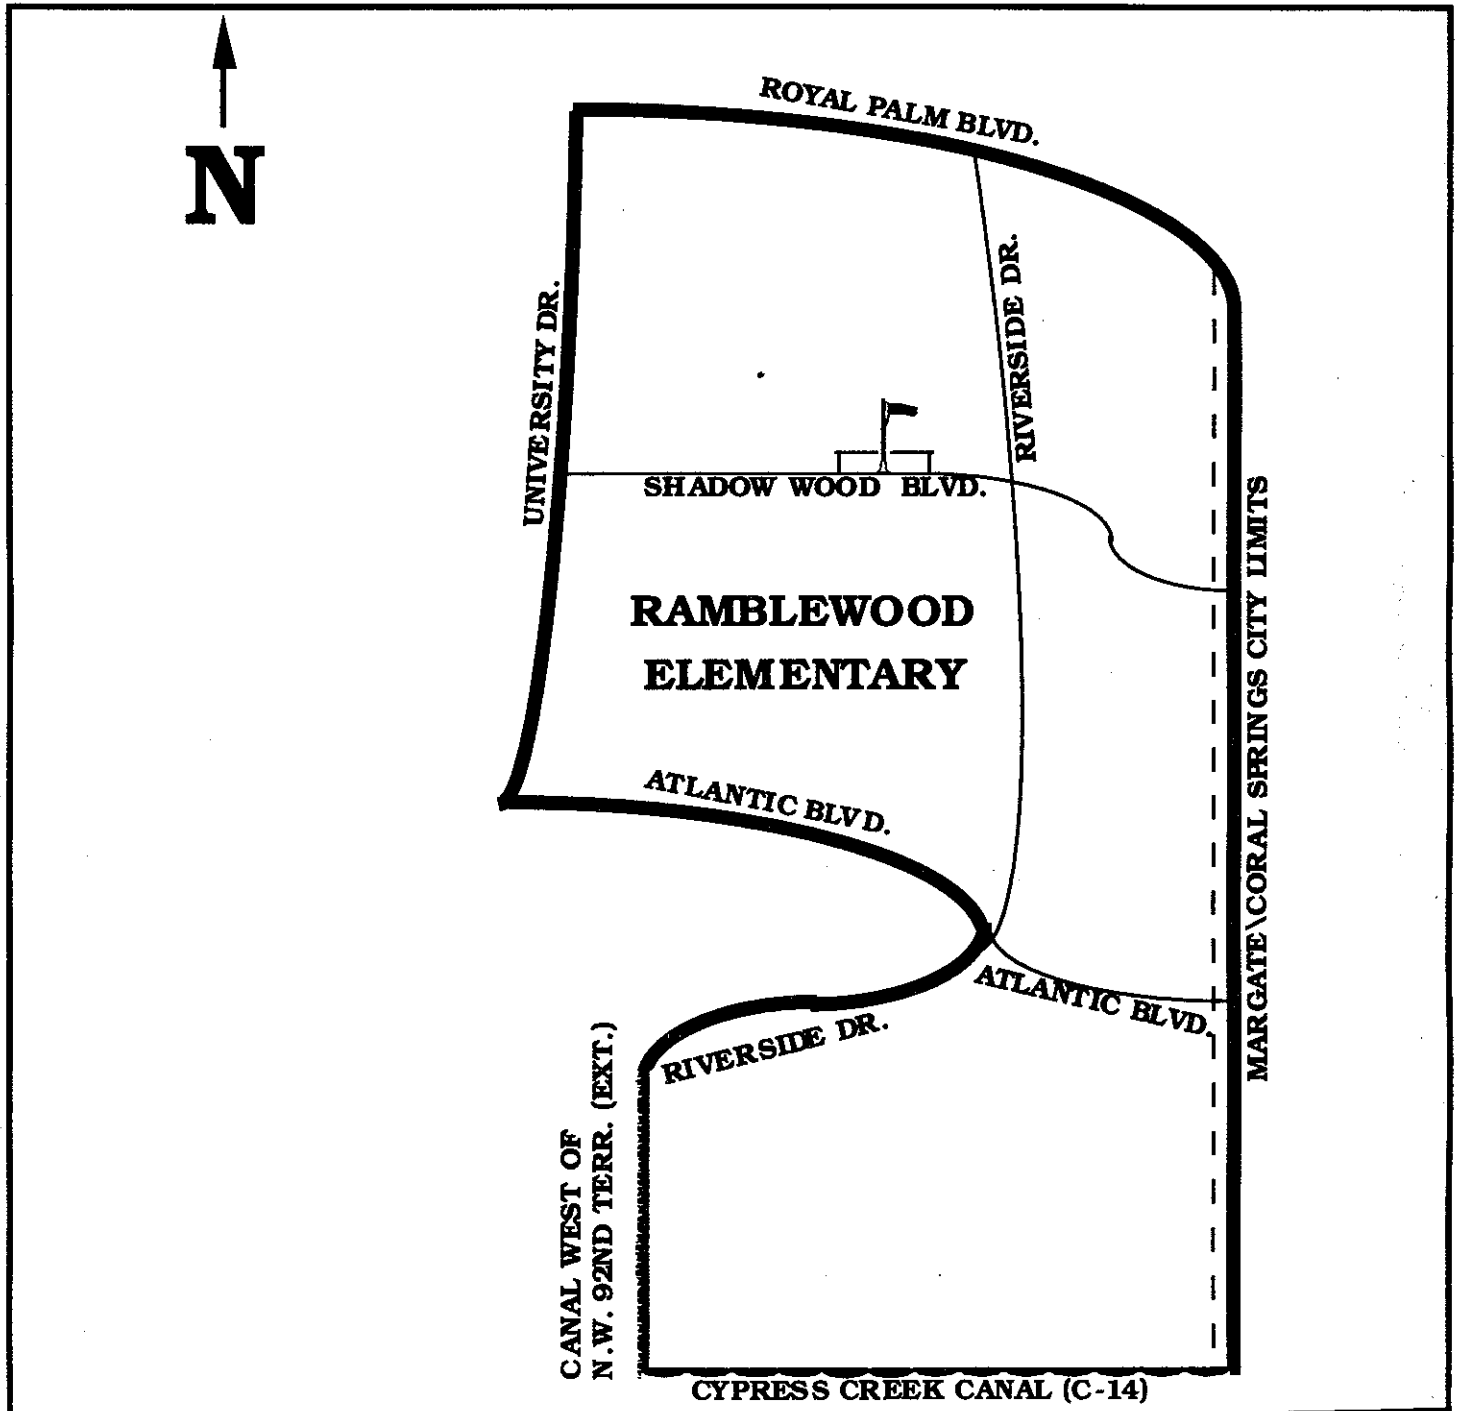 N
ROYAL PALM BLVD.
RIVERSIDE DR.
UNIVERSITY DR.
SHADOW WOOD BLVD.
RAMBLEWOOD
ELEMENTARY
MARGATE\CORAL SPRINGS CITY LIMITS
ATLANTIC BLVD.
ATLANTIC BLVD.
RIVERSIDE DR.
CANAL WEST OF
N.W. 92ND TERR. (EXT.)
CYPRESS CREEK CANAL (C-14)